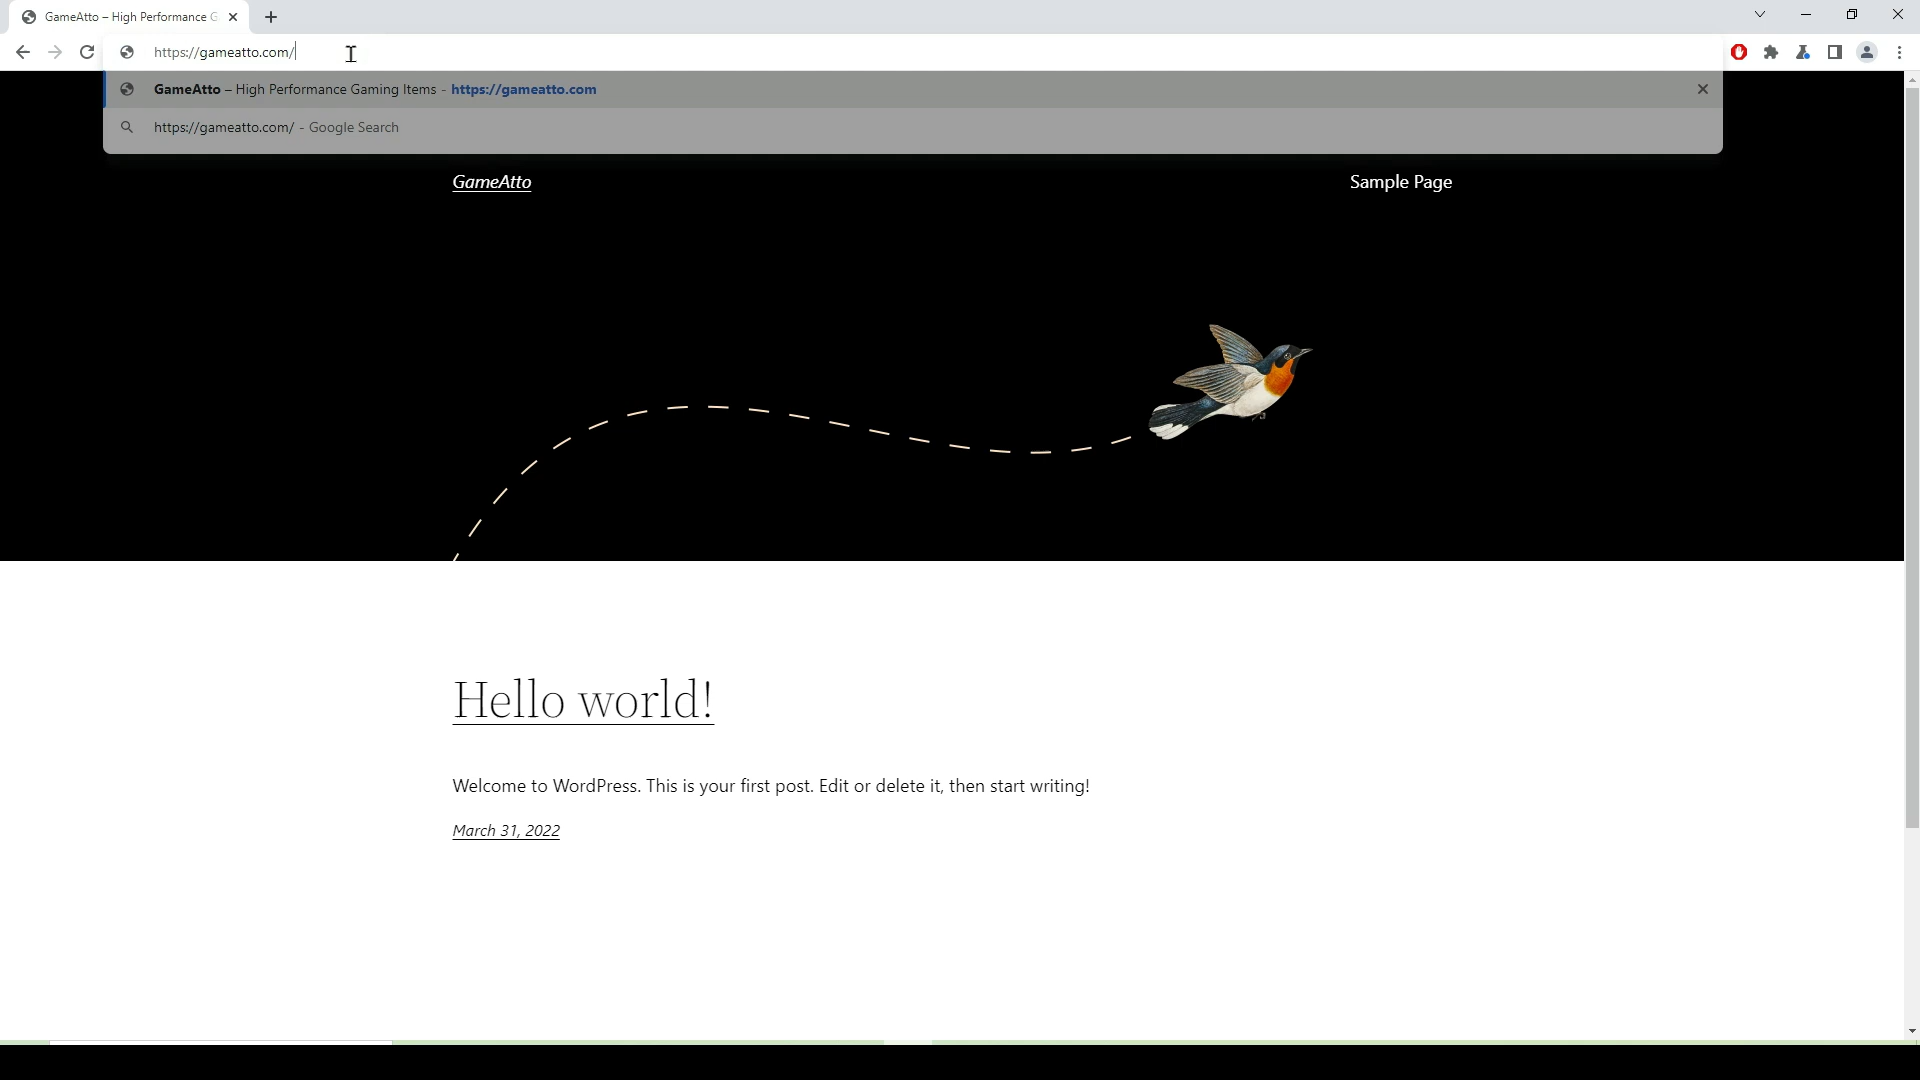 GameAtto – High Performance G
https://gameatto.com/
GameAtto – High Performance Gaming Items - https://gameatto.com
https://gameatto.com/ - Google Search
GameAtto
Sample Page
Hello world!
Welcome to WordPress. This is your first post. Edit or delete it, then start writing!
March 31, 2022